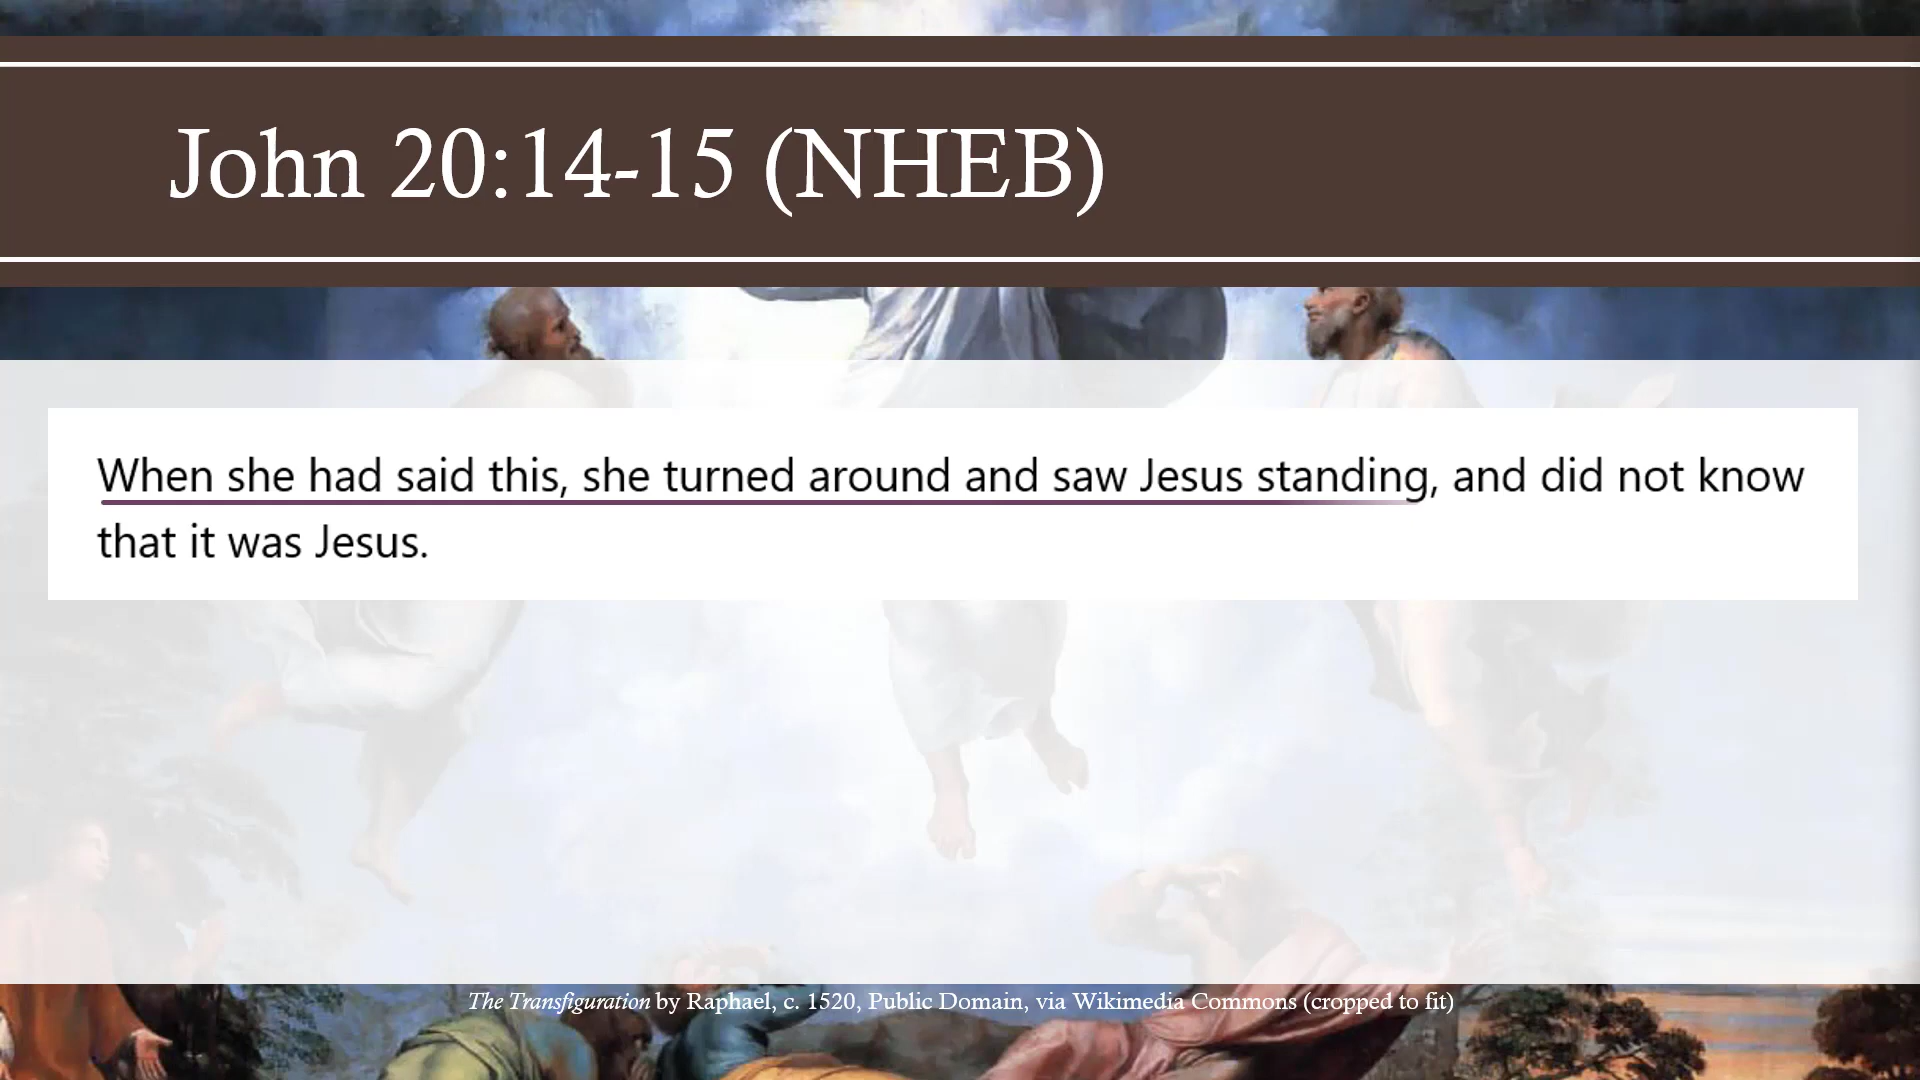 John 20:14-15 (NHEB)
When she had said this, she turned around and saw Jesus standing, and did not know
that it was Jesus.
The Transfiguration by Raphael, c. 1520, Public Domain, via Wikimedia Commons (cropped to fit)